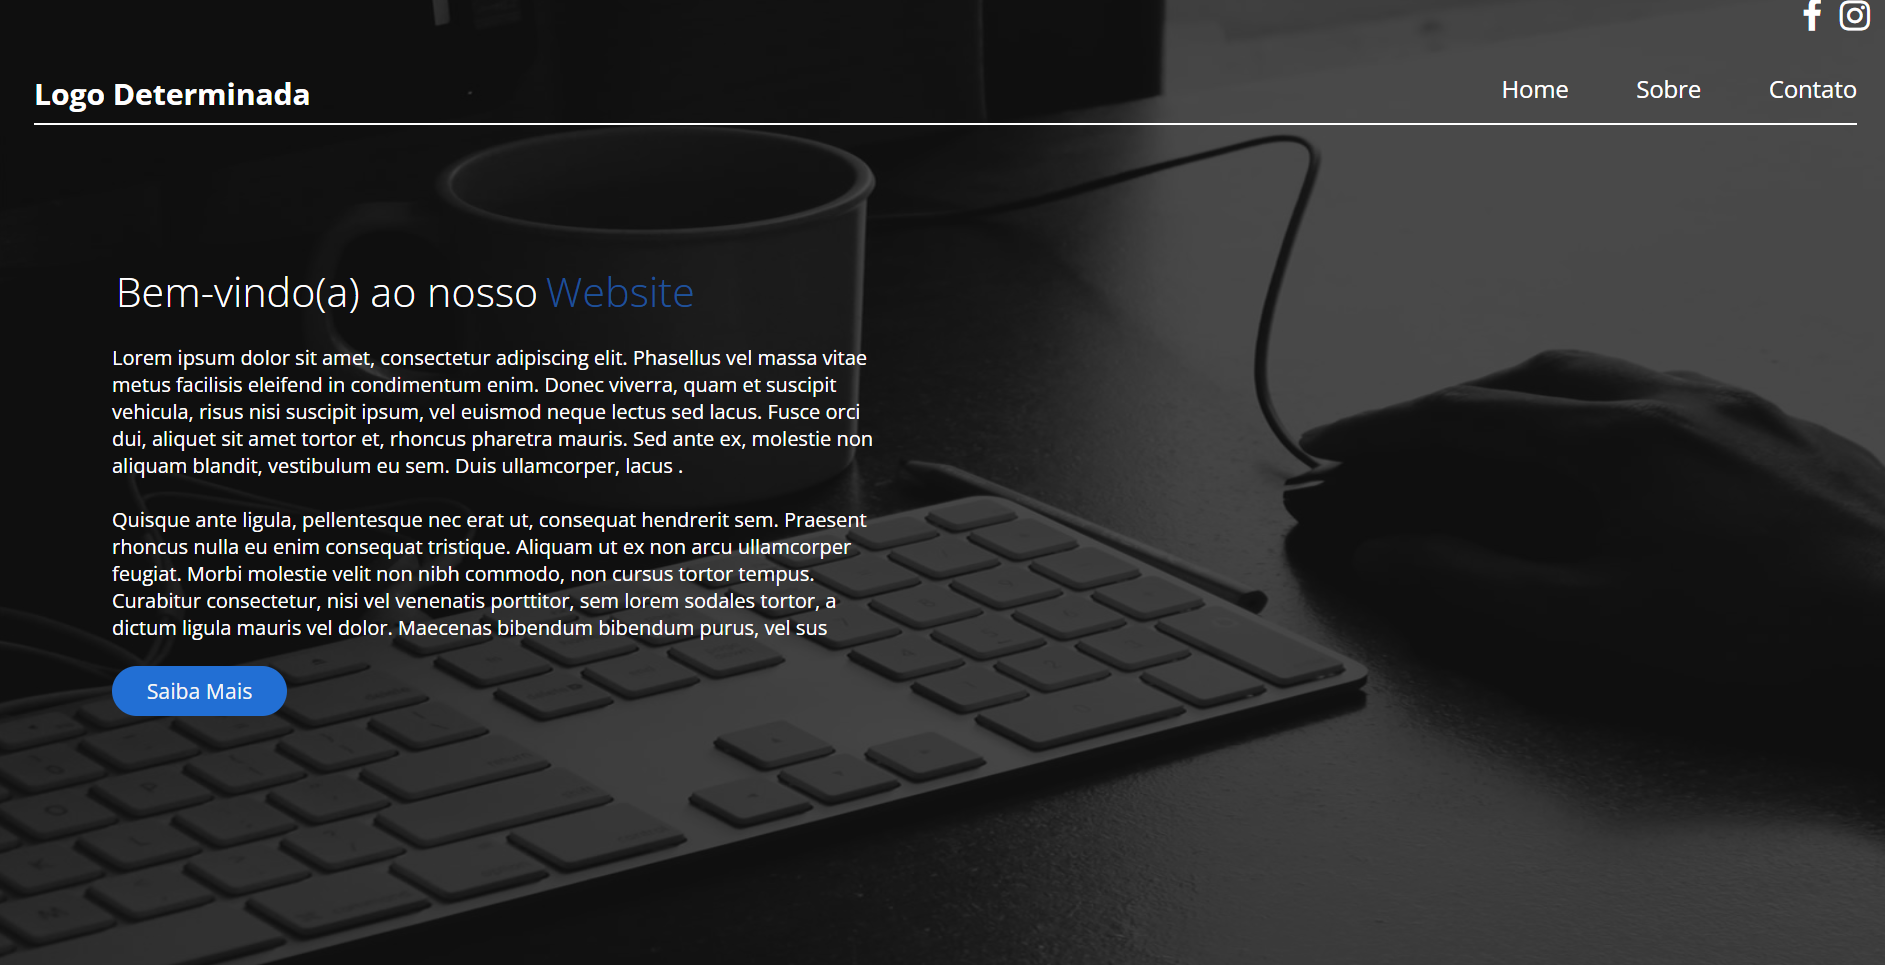 Logo Determinada
Home Sobre Contato
Bem-vindo(a) ao nosso Website
Lorem ipsum dolor sit amet, consectetur adipiscing elit. Phasellus vel massa vitae
metus facilisis eleifend in condimentum enim. Donec viverra, quam et suscipit
vehicula, risus nisi suscipit ipsum, vel euismod neque lectus sed lacus. Fusce orci
dui, aliquet sit amet tortor et, rhoncus pharetra mauris. Sed ante ex, molestie non
aliquam blandit, vestibulum eu sem. Duis ullamcorper, lacus .
Quisque ante ligula, pellentesque nec erat ut, consequat hendrerit sem. Praesent
rhoncus nulla eu enim consequat tristique. Aliquam ut ex non arcu ullamcorper
feugiat. Morbi molestie velit non nibh commodo, non cursus tortor tempus.
Curabitur consectetur, nisi vel venenatis porttitor, sem lorem sodales tortor, a
dictum ligula mauris vel dolor. Maecenas bibendum bibendum purus, vel sus
Saiba Mais